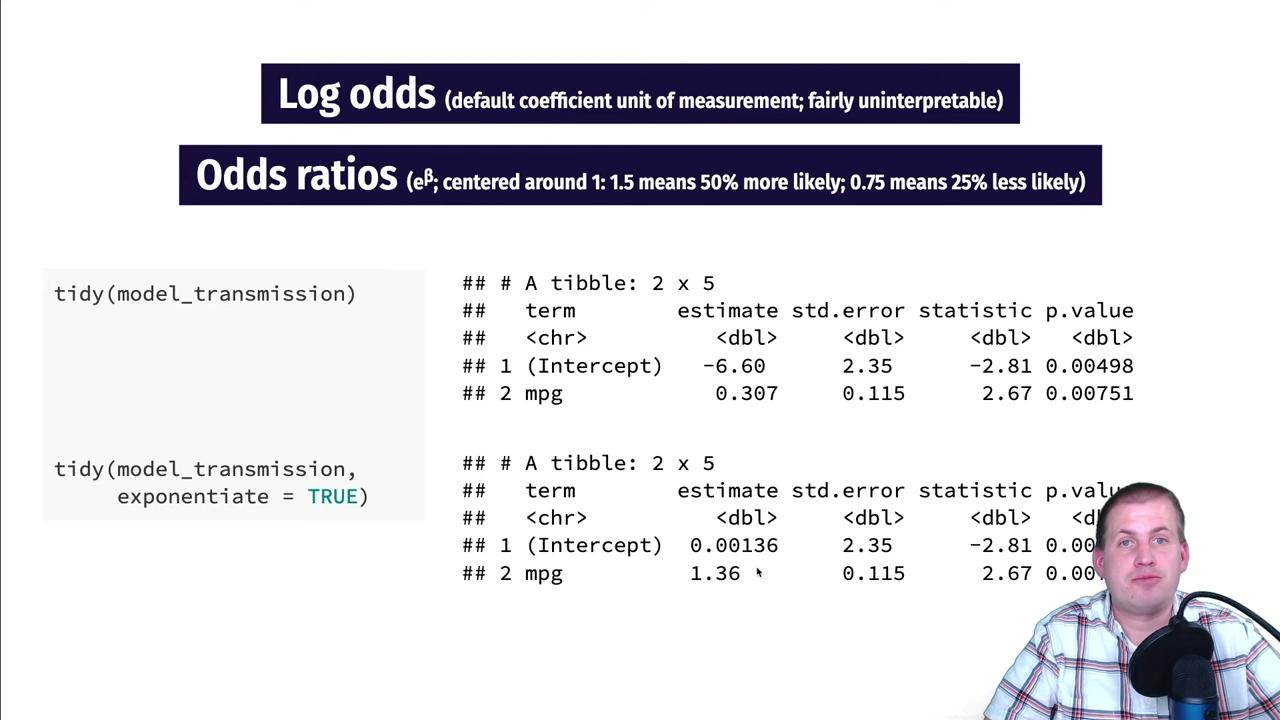 Log odds (default coefficient unit of measurement; fairly uninterpretable)
Odds ratios (eᵝ; centered around 1: 1.5 means 50% more likely; 0.75 means 25% less likely)
tidy(model_transmission)
## # A tibble: 2 x 5
##   term        estimate std.error statistic p.value
##   <chr>          <dbl>     <dbl>     <dbl>   <dbl>
## 1 (Intercept)   -6.60      2.35      -2.81 0.00498
## 2 mpg            0.307     0.115      2.67 0.00751
tidy(model_transmission,
     exponentiate = TRUE)
## # A tibble: 2 x 5
##   term        estimate std.error statistic
##   <chr>          <dbl>     <dbl>     <dbl>
## 1 (Intercept)  0.00136     2.35      -2.81
## 2 mpg          1.36        0.115      2.67